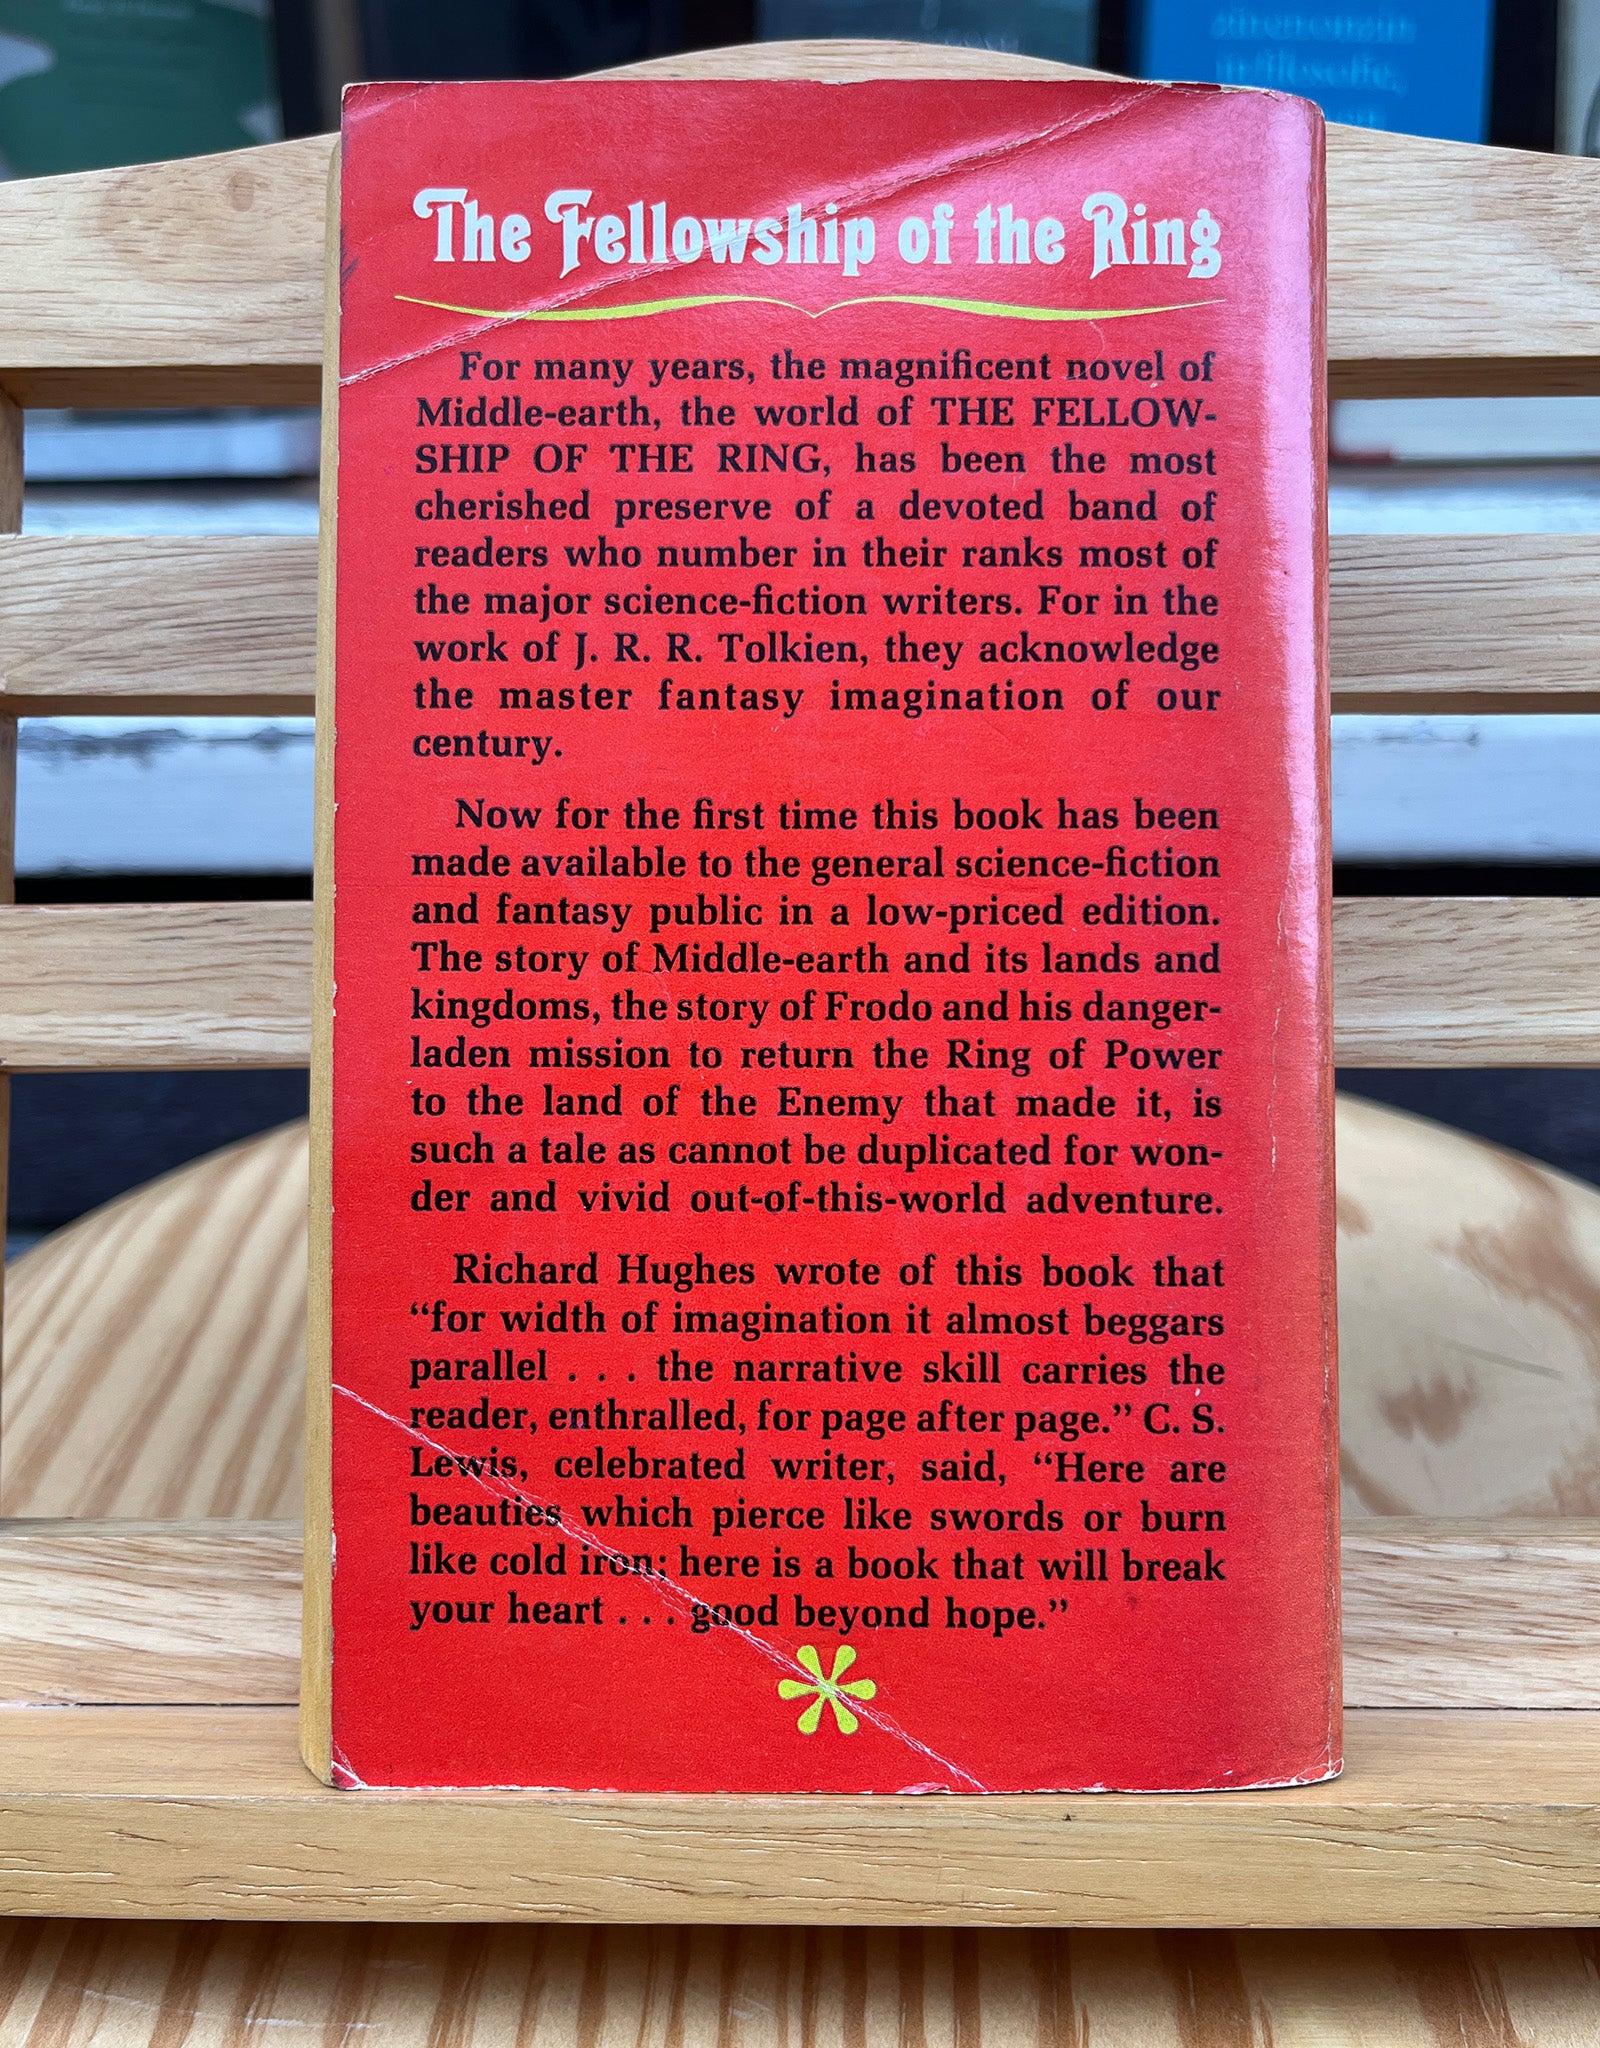 The Fellowship of the Ring
For many years, the magnificent novel of
Middle-earth, the world of THE FELLOW-
SHIP OF THE RING, has been the most
cherished preserve of a devoted band of
readers who number in their ranks most of
the major science-fiction writers. For in the
work of J. R. R. Tolkien, they acknowledge
the master fantasy imagination of our
century.
Now for the first time this book has been
made available to the general science-fiction
and fantasy public in a low-priced edition.
The story of Middle-earth and its lands and
kingdoms, the story of Frodo and his danger-
laden mission to return the Ring of Power
to the land of the Enemy that made it, is
such a tale as cannot be duplicated for won-
der and vivid out-of-this-world adventure.
Richard Hughes wrote of this book that
“for width of imagination it almost beggars
parallel . . . the narrative skill carries the
reader, enthralled, for page after page.” C. S.
Lewis, celebrated writer, said, “Here are
beauties which pierce like swords or burn
like cold iron; here is a book that will break
your heart . . . good beyond hope.”